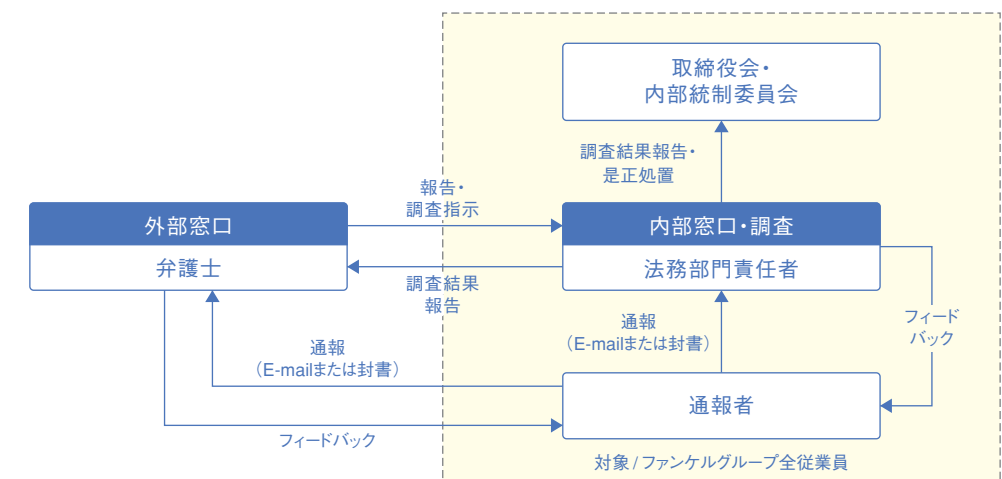 取締役会・
内部統制委員会
調査結果報告・
是正処置
報告・
調査指示
外部窓口
弁護士
内部窓口・調査
法務部門責任者
調査結果
報告
通報
（E-mailまたは封書）
通報
（E-mailまたは封書）
フィード
バック
通報者
フィードバック
対象/ファンケルグループ全従業員